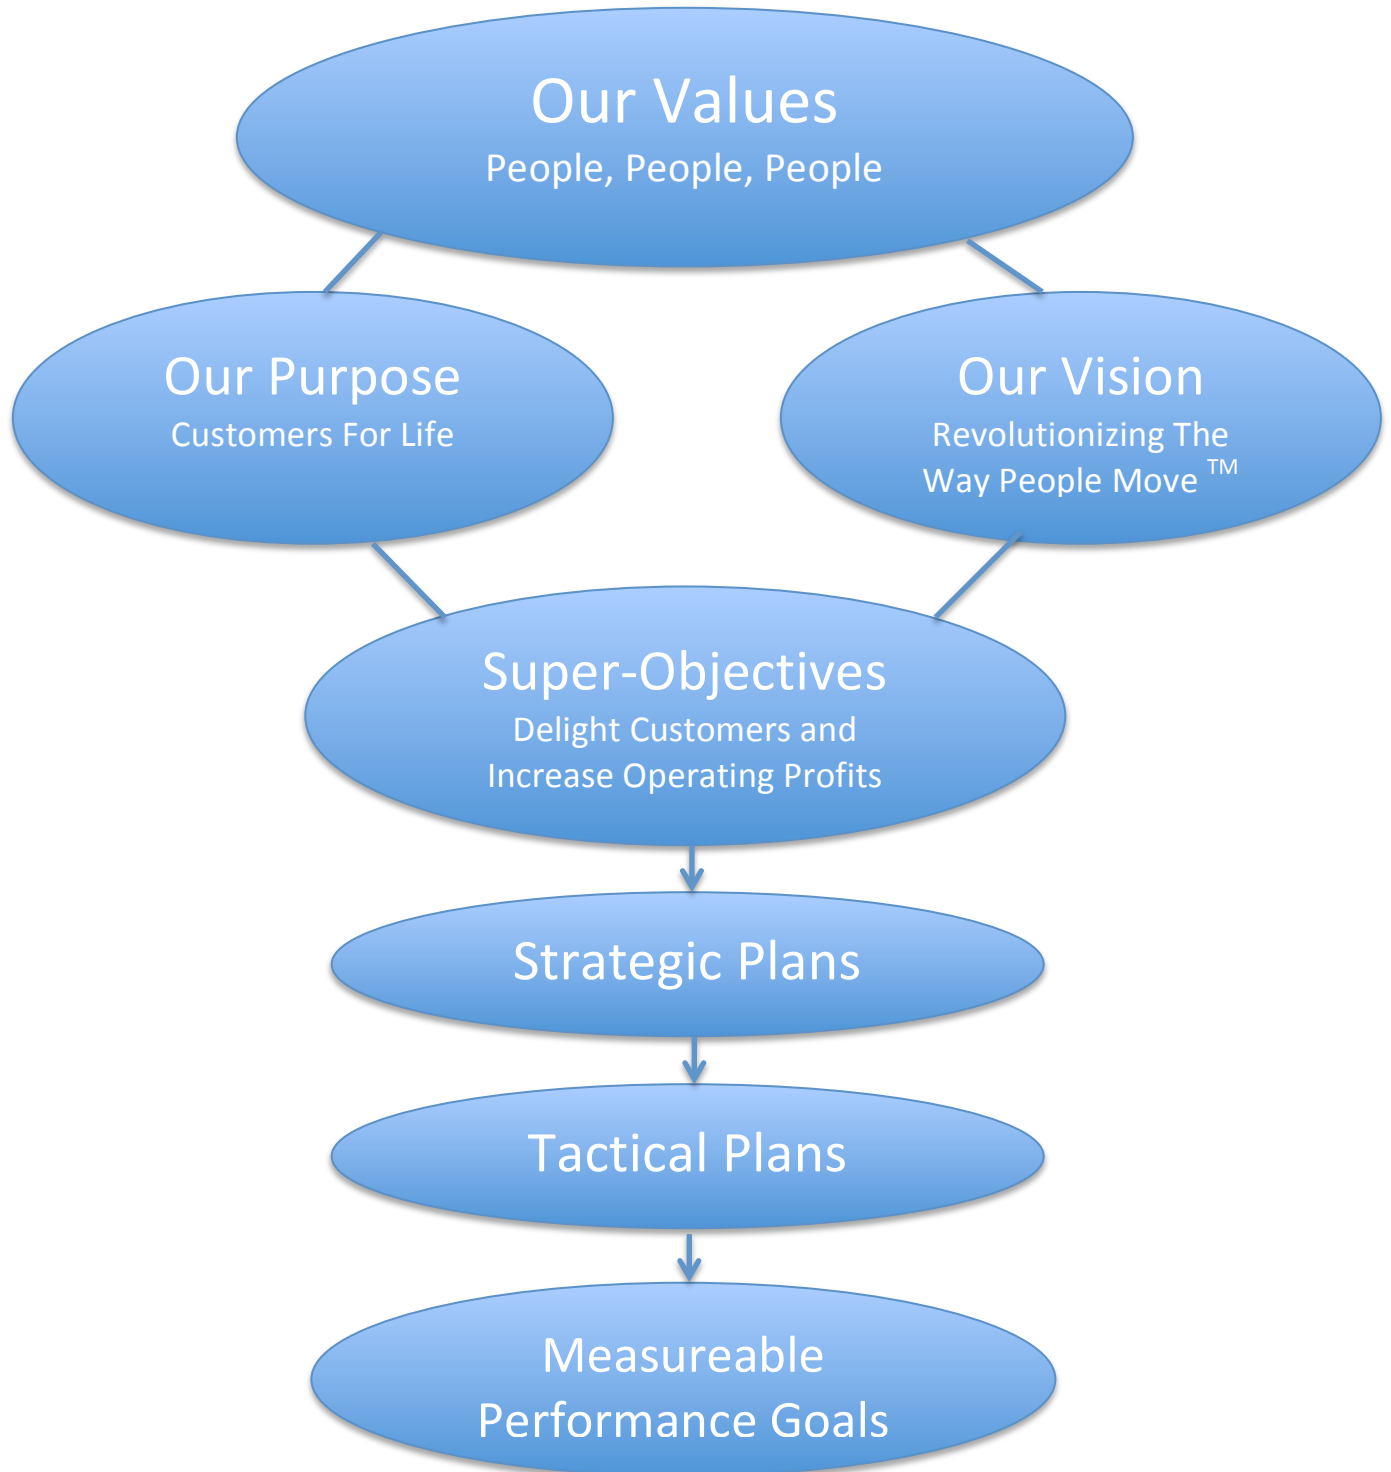 Our Values
People, People, People
Our Purpose
Customers For Life
Our Vision
Revolutionizing The
Way People Move ™
Super-Objectives
Delight Customers and
Increase Operating Profits
Strategic Plans
Tactical Plans
Measureable
Performance Goals